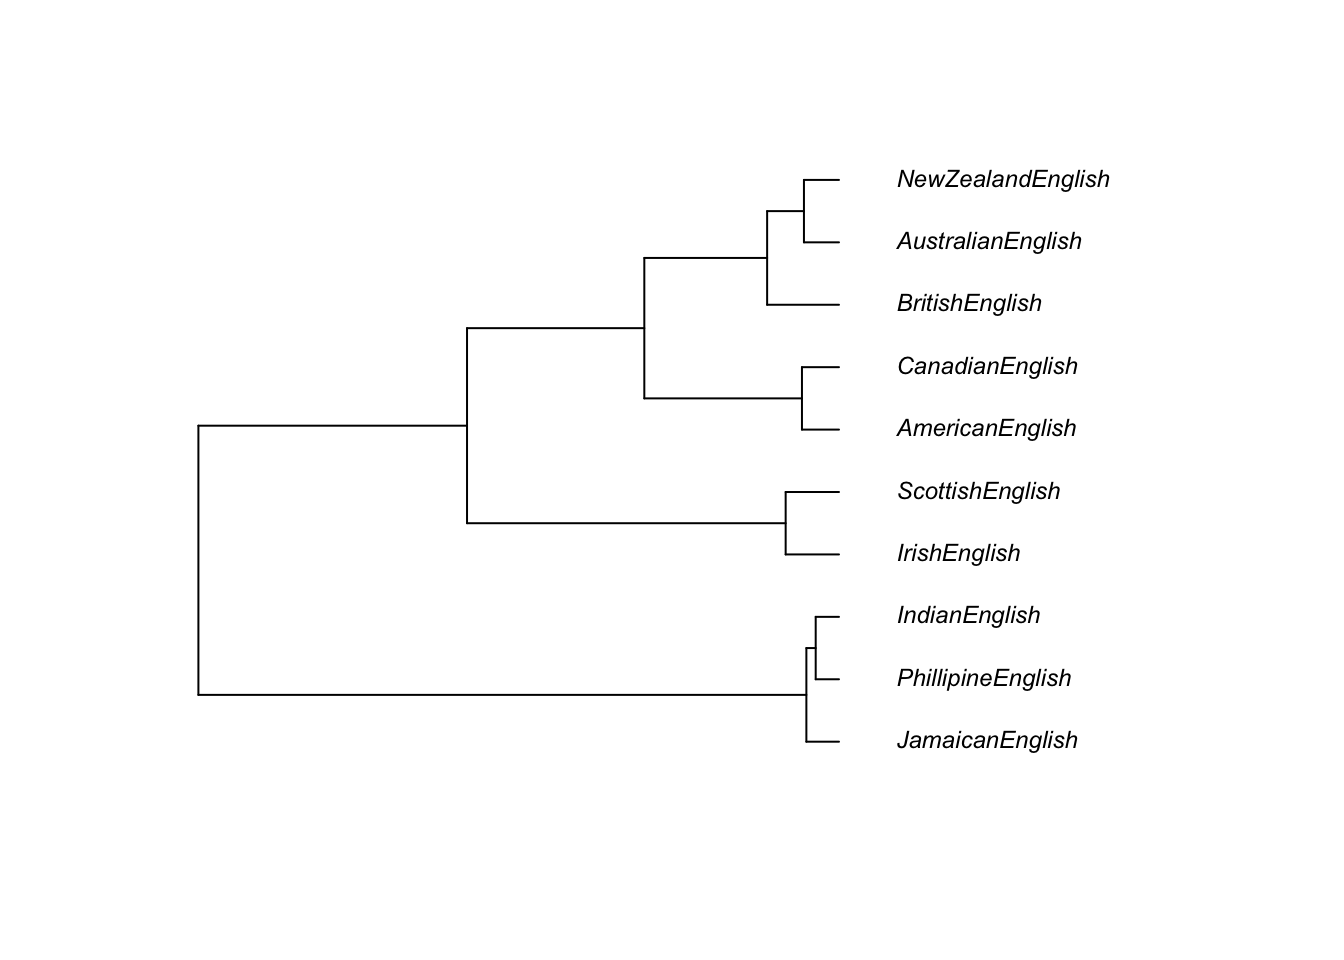 NewZealandEnglish
AustralianEnglish
BritishEnglish
CanadianEnglish
AmericanEnglish
ScottishEnglish
IrishEnglish
IndianEnglish
PhillipineEnglish
JamaicanEnglish